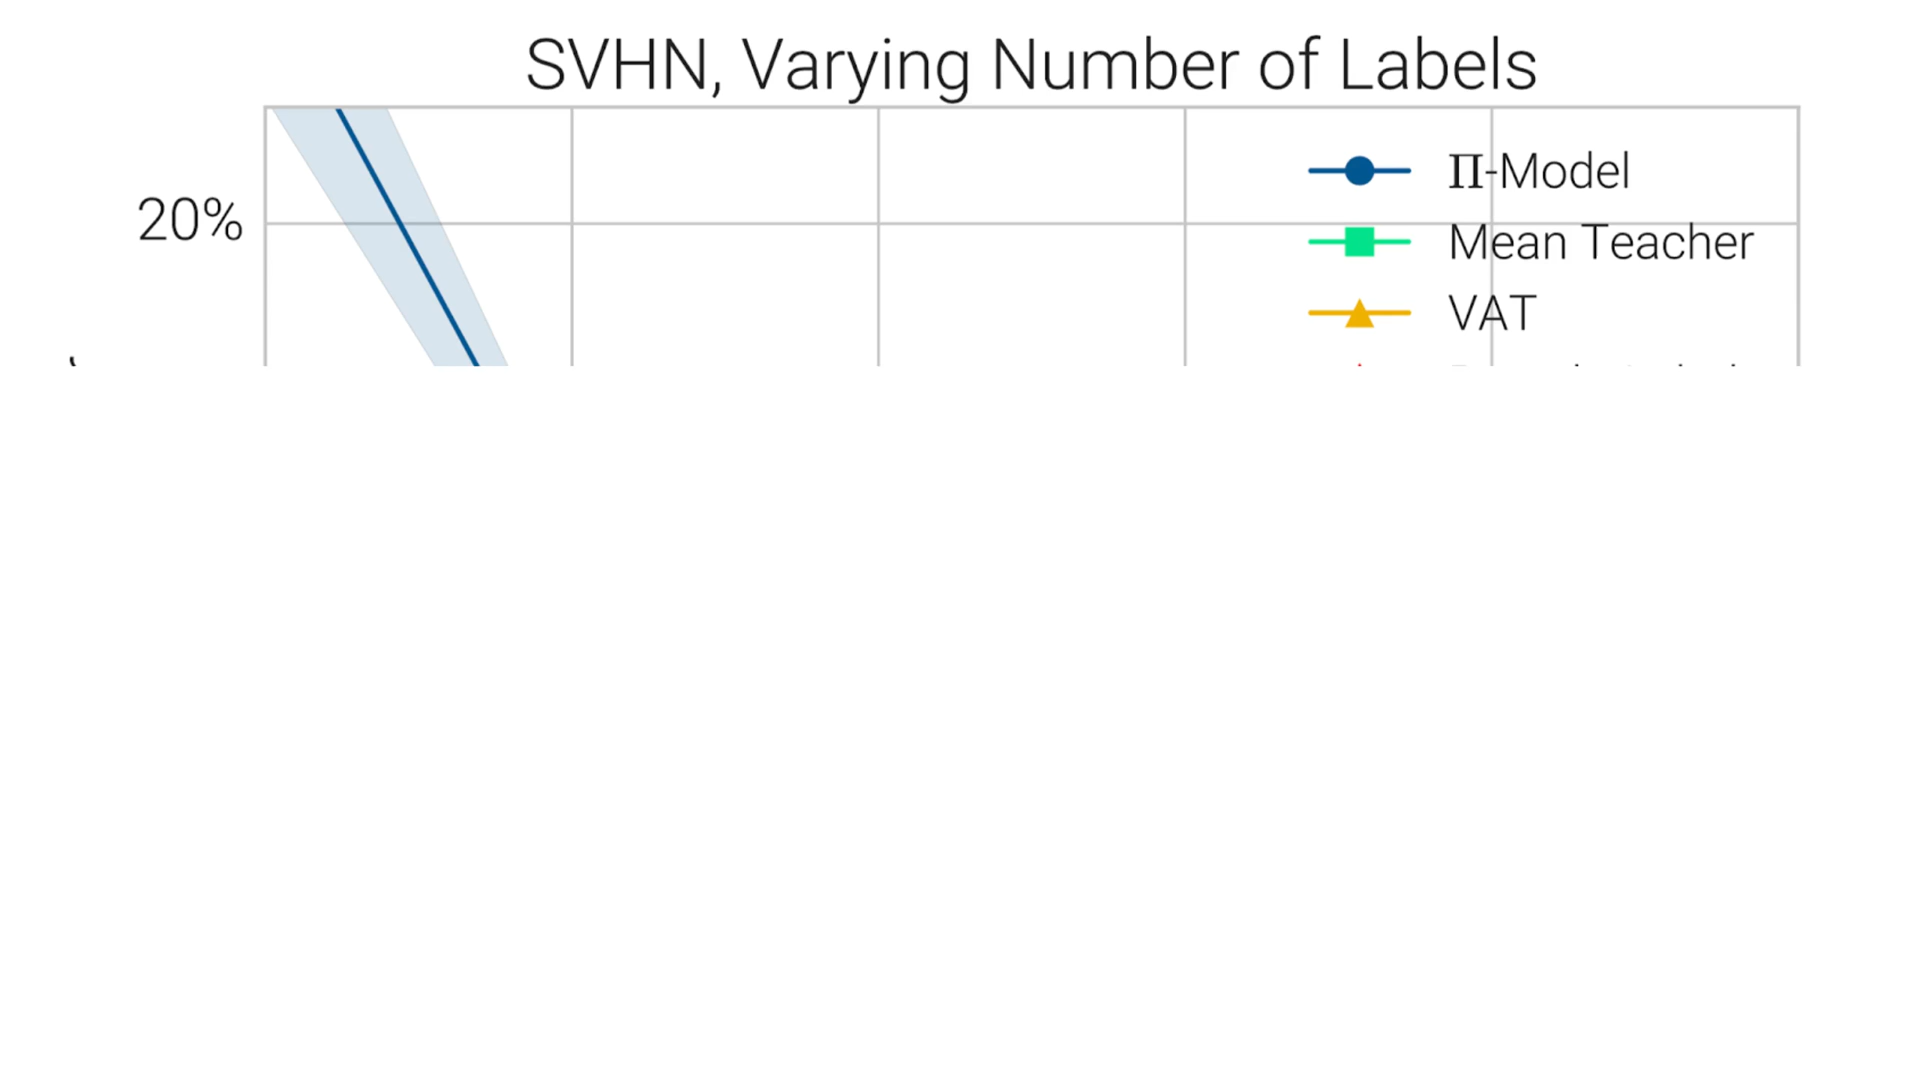 SVHN, Varying Number of Labels
20%
Π-Model
Mean Teacher
VAT